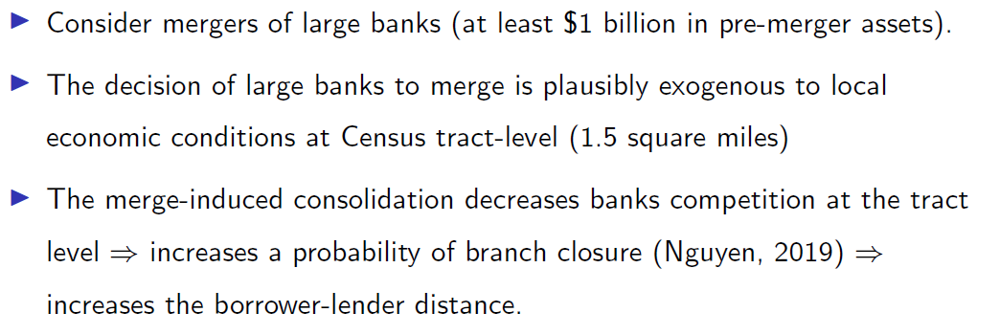 ▶ Consider mergers of large banks (at least $1 billion in pre-merger assets).
▶ The decision of large banks to merge is plausibly exogenous to local
economic conditions at Census tract-level (1.5 square miles)
▶ The merge-induced consolidation decreases banks competition at the tract
level ⇒ increases a probability of branch closure (Nguyen, 2019) ⇒
increases the borrower-lender distance.